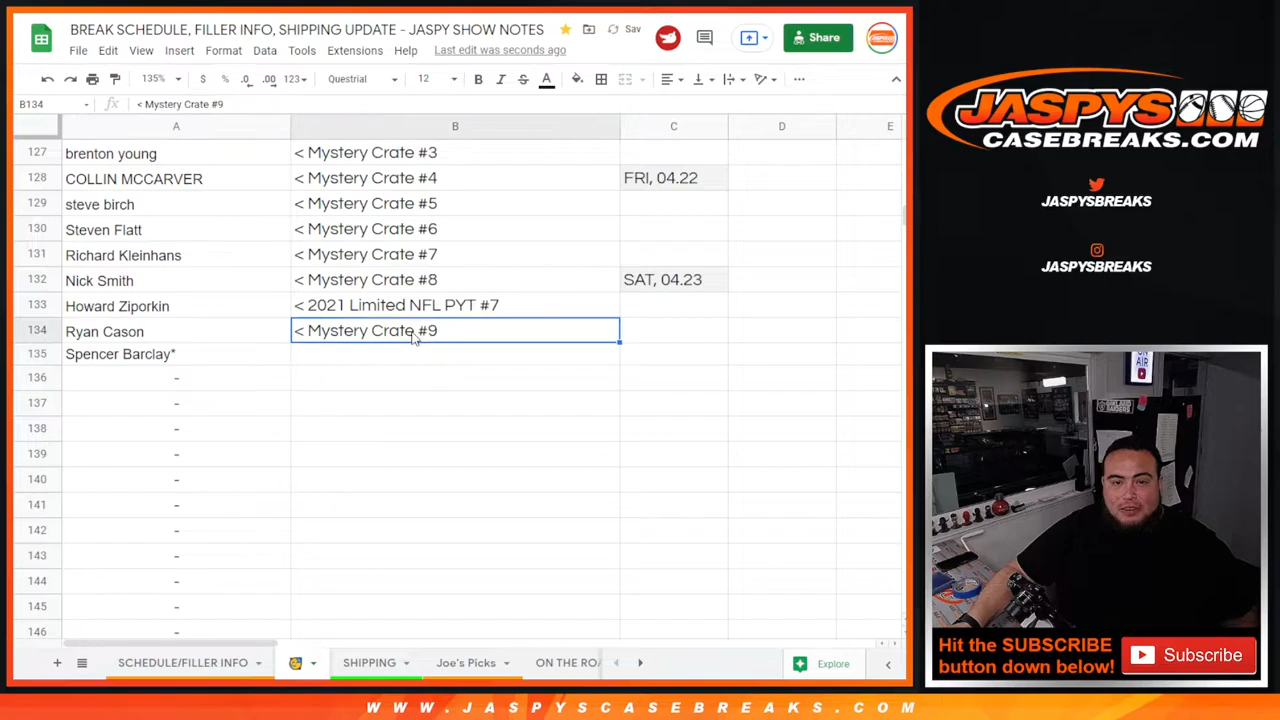 BREAK SCHEDULE, FILLER INFO, SHIPPING UPDATE - JASPY SHOW NOTES
Sav
Share
File Edit View Insert Format Data Tools Extensions Help Last edit was seconds ago
135% $ % .0 .00 123 Questrial 12 B I S A
B134 fx < Mystery Crate #9
A B C D E
127 brenton young < Mystery Crate #3
128 COLLIN MCCARVER < Mystery Crate #4 FRI, 04.22
129 steve birch < Mystery Crate #5
130 Steven Flatt < Mystery Crate #6
131 Richard Kleinhans < Mystery Crate #7
132 Nick Smith < Mystery Crate #8 SAT, 04.23
133 Howard Ziporkin < 2021 Limited NFL PYT #7
134 Ryan Cason < Mystery Crate #9
135 Spencer Barclay*
136 -
137 -
138 -
139 -
140 -
141 -
142 -
143 -
144 -
145 -
146 -
SCHEDULE/FILLER INFO SHIPPING Joe's Picks ON THE ROA Explore
JASPYS
CASEBREAKS.COM
JASPYSBREAKS
JASPYSBREAKS
ON AIR
Hit the SUBSCRIBE
button down below!
Subscribe
WWW.JASPYSCASEBREAKS.COM